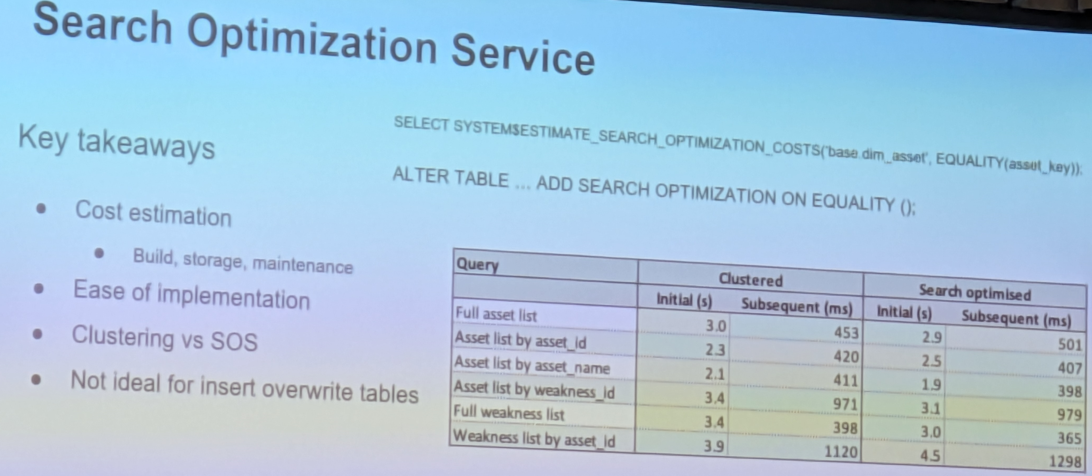 Search Optimization Service
Key takeaways
• Cost estimation
• Build, storage, maintenance
• Ease of implementation
• Clustering vs SOS
• Not ideal for insert overwrite tables
SELECT SYSTEM$ESTIMATE_SEARCH_OPTIMIZATION_COSTS('base.dim_asset', EQUALITY(asset_key));
ALTER TABLE ... ADD SEARCH OPTIMIZATION ON EQUALITY ();
Query Clustered Search optimised
Initial (s) Subsequent (ms) Initial (s) Subsequent (ms)
Full asset list 3.0 453 2.9 501
Asset list by asset_id 2.3 420 2.5 407
Asset list by asset_name 2.1 411 1.9 398
Asset list by weakness_id 3.4 971 3.1 979
Full weakness list 3.4 398 3.0 365
Weakness list by asset_id 3.9 1120 4.5 1298